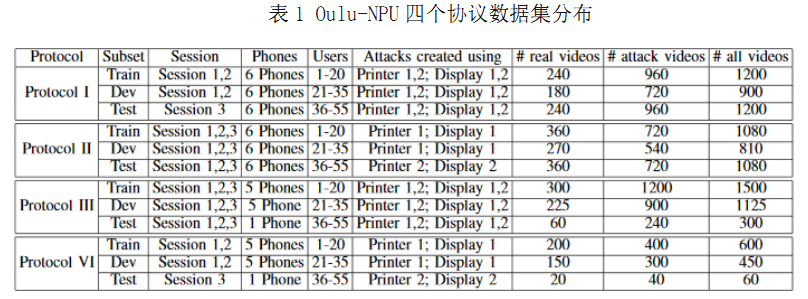 表 1 Oulu-NPU 四个协议数据集分布
Protocol Subset Session Phones Users Attacks created using # real videos # attack videos # all videos
Protocol I Train Session 1,2 6 Phones 1-20 Printer 1,2; Display 1,2 240 960 1200
Dev Session 1,2 6 Phones 21-35 Printer 1,2; Display 1,2 180 720 900
Test Session 3 6 Phones 36-55 Printer 1,2; Display 1,2 240 960 1200
Protocol II Train Session 1,2,3 6 Phones 1-20 Printer 1; Display 1 360 720 1080
Dev Session 1,2,3 6 Phones 21-35 Printer 1; Display 1 270 540 810
Test Session 1,2,3 6 Phones 36-55 Printer 2; Display 2 360 720 1080
Protocol III Train Session 1,2,3 5 Phones 1-20 Printer 1,2; Display 1,2 300 1200 1500
Dev Session 1,2,3 5 Phone 21-35 Printer 1,2; Display 1,2 225 900 1125
Test Session 1,2,3 1 Phone 36-55 Printer 1,2; Display 1,2 60 240 300
Protocol VI Train Session 1,2 5 Phones 1-20 Printer 1; Display 1 200 400 600
Dev Session 1,2 5 Phones 21-35 Printer 1; Display 1 150 300 450
Test Session 3 1 Phone 36-55 Printer 2; Display 2 20 40 60